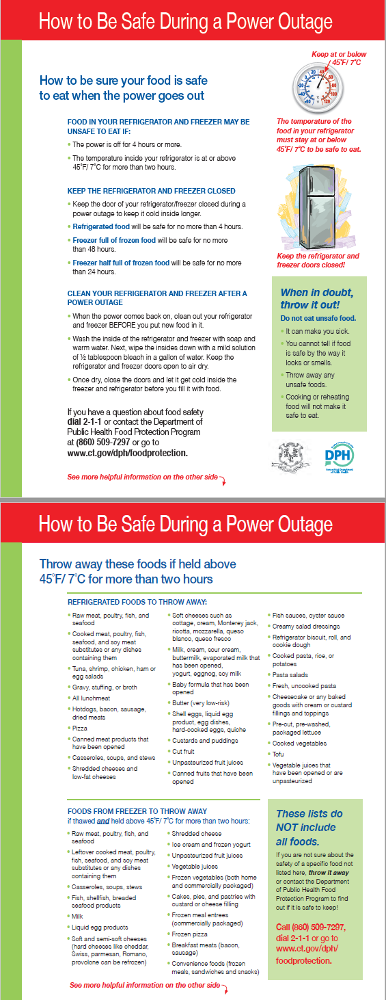 How to Be Safe During a Power Outage
Keep at or below
45˚F/ 7˚C
How to be sure your food is safe
to eat when the power goes out
FOOD IN YOUR REFRIGERATOR AND FREEZER MAY BE
UNSAFE TO EAT IF:
• The power is off for 4 hours or more.
• The temperature inside your refrigerator is at or above
45˚F/ 7˚C for more than two hours.
The temperature of the
food in your refrigerator
must stay at or below
45˚F/ 7˚C to be safe to eat.
KEEP THE REFRIGERATOR AND FREEZER CLOSED
• Keep the door of your refrigerator/freezer closed during a
power outage to keep it cold inside longer.
• Refrigerated food will be safe for no more than 4 hours.
• Freezer full of frozen food will be safe for no more
than 48 hours.
• Freezer half full of frozen food will be safe for no more
than 24 hours.
Keep the refrigerator and
freezer doors closed!
CLEAN YOUR REFRIGERATOR AND FREEZER AFTER A
POWER OUTAGE
• When the power comes back on, clean out your refrigerator
and freezer BEFORE you put new food in it.
• Wash the inside of the refrigerator and freezer with soap and
warm water. Next, wipe the insides down with a mild solution
of ½ tablespoon bleach in a gallon of water. Keep the
refrigerator and freezer doors open to air dry.
• Once dry, close the doors and let it get cold inside the
freezer and refrigerator before you fill it with food.
When in doubt,
throw it out!
Do not eat unsafe food.
• It can make you sick.
• You cannot tell if food
is safe by the way it
looks or smells.
• Throw away any
unsafe foods.
• Cooking or reheating
food will not make it
safe to eat.
If you have a question about food safety
dial 2-1-1 or contact the Department of
Public Health Food Protection Program
at (860) 509-7297 or go to
www.ct.gov/dph/foodprotection.
DPH
Connecticut Department
of Public Health
See more helpful information on the other side
How to Be Safe During a Power Outage
Throw away these foods if held above
45˚F/ 7˚C for more than two hours
REFRIGERATED FOODS TO THROW AWAY:
• Raw meat, poultry, fish, and
seafood
• Cooked meat, poultry, fish,
seafood, and soy meat
substitutes or any dishes
containing them
• Tuna, shrimp, chicken, ham or
egg salads
• Gravy, stuffing, or broth
• All lunchmeat
• Hotdogs, bacon, sausage,
dried meats
• Pizza
• Canned meat products that
have been opened
• Casseroles, soups, and stews
• Shredded cheeses and
low-fat cheeses
• Soft cheeses such as
cottage, cream, Monterey jack,
ricotta, mozzarella, queso
blanco, queso fresco
• Milk, cream, sour cream,
buttermilk, evaporated milk that
has been opened,
yogurt, eggnog, soy milk
• Baby formula that has been
opened
• Butter (very low-risk)
• Shell eggs, liquid egg
product, egg dishes,
hard-cooked eggs, quiche
• Custards and puddings
• Cut fruit
• Unpasteurized fruit juices
• Canned fruits that have been
opened
• Fish sauces, oyster sauce
• Creamy salad dressings
• Refrigerator biscuit, roll, and
cookie dough
• Cooked pasta, rice, or
potatoes
• Pasta salads
• Fresh, uncooked pasta
• Cheesecake or any baked
goods with cream or custard
fillings and toppings
• Pre-cut, pre-washed,
packaged lettuce
• Cooked vegetables
• Tofu
• Vegetable juices that
have been opened or are
unpasteurized
FOODS FROM FREEZER TO THROW AWAY
if thawed and held above 45˚F/ 7˚C for more than two hours:
• Raw meat, poultry, fish, and
seafood
• Leftover cooked meat, poultry,
fish, seafood, and soy meat
substitutes or any dishes
containing them
• Casseroles, soups, stews
• Fish, shellfish, breaded
seafood products
• Milk
• Liquid egg products
• Soft and semi-soft cheeses
(hard cheeses like cheddar,
Swiss, parmesan, Romano,
provolone can be refrozen)
• Shredded cheese
• Ice cream and frozen yogurt
• Unpasteurized fruit juices
• Vegetable juices
• Frozen vegetables (both home
and commercially packaged)
• Cakes, pies, and pastries with
custard or cheese filling
• Frozen meal entrees
(commercially packaged)
• Frozen pizza
• Breakfast meats (bacon,
sausage)
• Convenience foods (frozen
meals, sandwiches and snacks)
These lists do
NOT include
all foods.
If you are not sure about the
safety of a specific food not
listed here, throw it away
or contact the Department
of Public Health Food
Protection Program to find
out if it is safe to keep!
Call (860) 509-7297,
dial 2-1-1 or go to
www.ct.gov/dph/
foodprotection.
See more helpful information on the other side